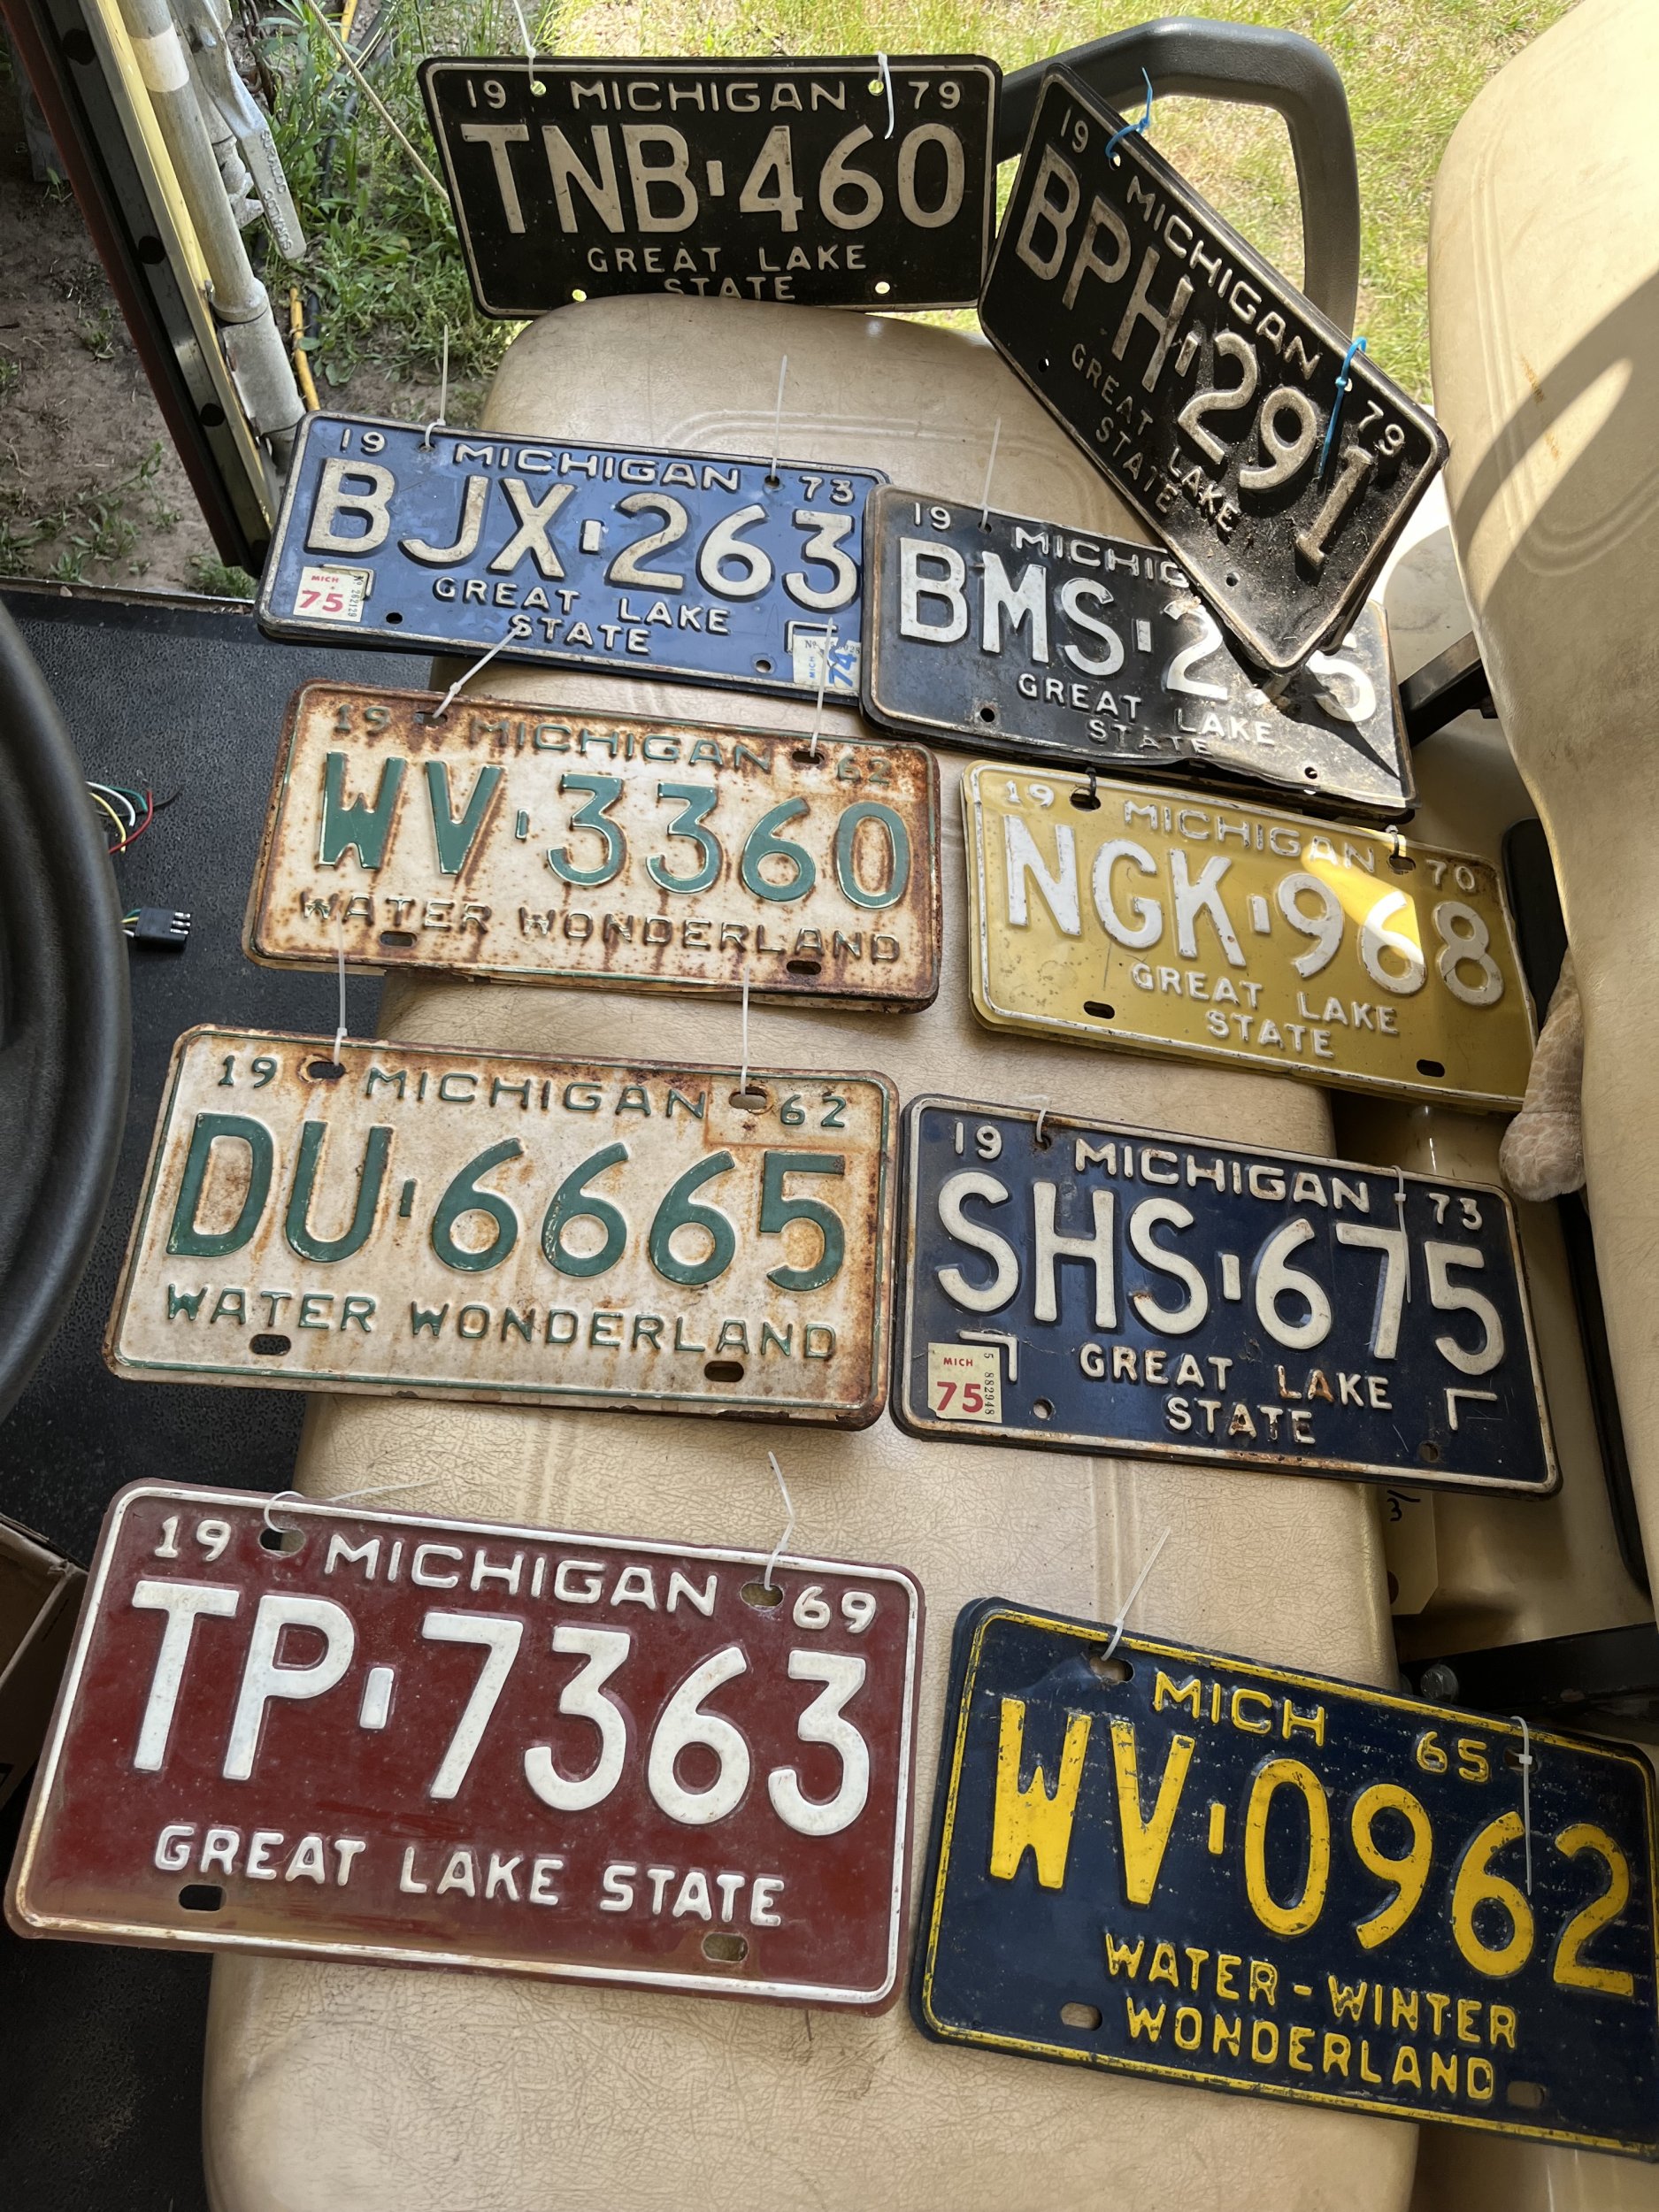 19 MICHIGAN 79
TNB-460
GREAT LAKE
STATE
19 MICHIGAN 79
BPH-291
GREAT LAKE
STATE
19 MICHIGAN 73
BJX-263
MICH
75
GREAT LAKE
STATE
MICH
74
19
BMS-2
5
GREAT LAKE
STATE
19 MICHIGAN 62
WV-3360
WATER WONDERLAND
19 MICHIGAN 70
NGK-968
GREAT LAKE
STATE
19 MICHIGAN 62
DU-6665
WATER WONDERLAND
19 MICHIGAN 73
SHS-675
MICH
75
S 882948
GREAT LAKE
STATE
19 MICHIGAN 69
TP-7363
GREAT LAKE STATE
MICH 65
WV-0962
WATER-WINTER
WONDERLAND